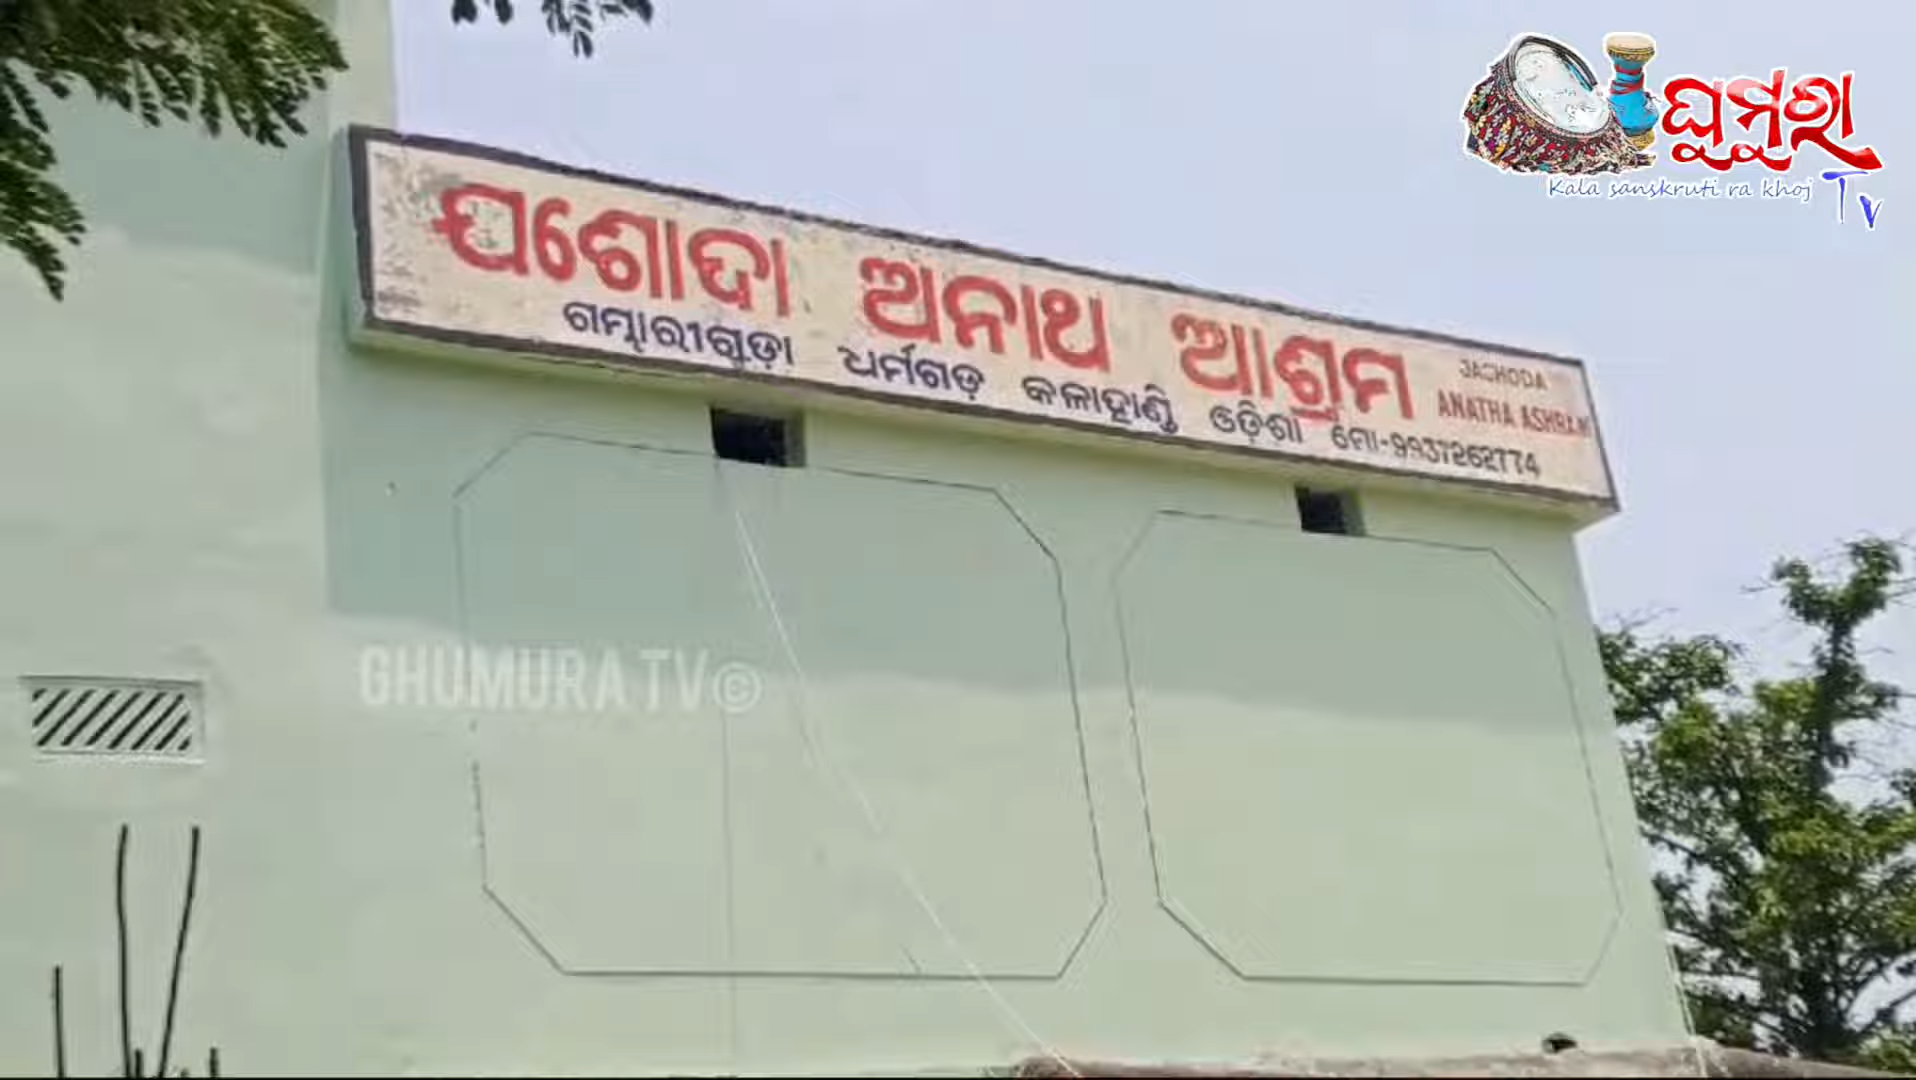 ଘୁମୁରା
Kala sanskruti ra khoj Tv
ଯଶୋଦା ଅନାଥ ଆଶ୍ରମ
JACHODA
ANATHA ASHRAM
ଗମ୍ଭାରୀଗୁଡ଼ା ଧର୍ମଗଡ଼ କଳାହାଣ୍ଡି ଓଡ଼ିଶା ମୋ-9937262774
GHUMURA TV©